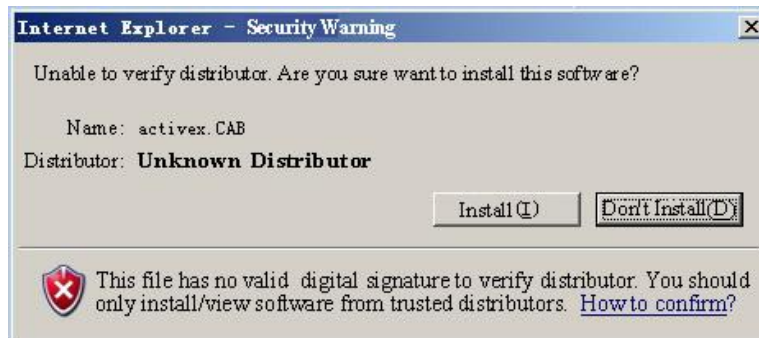 Internet Explorer - Security Warning
Unable to verify distributor. Are you sure want to install this software?
Name: activex.CAB
Distributor: Unknown Distributor
Install(I) Don't Install(D)
This file has no valid digital signature to verify distributor. You should
only install/view software from trusted distributors. How to confirm?